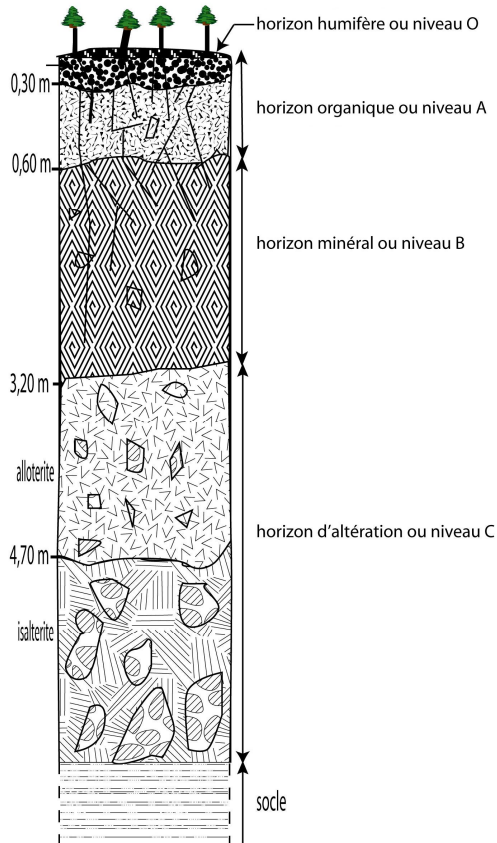 horizon humifère ou niveau O
0,30 m
horizon organique ou niveau A
0,60 m
horizon minéral ou niveau B
3,20 m
alloterite
horizon d'altération ou niveau C
4,70 m
isalterite
socle